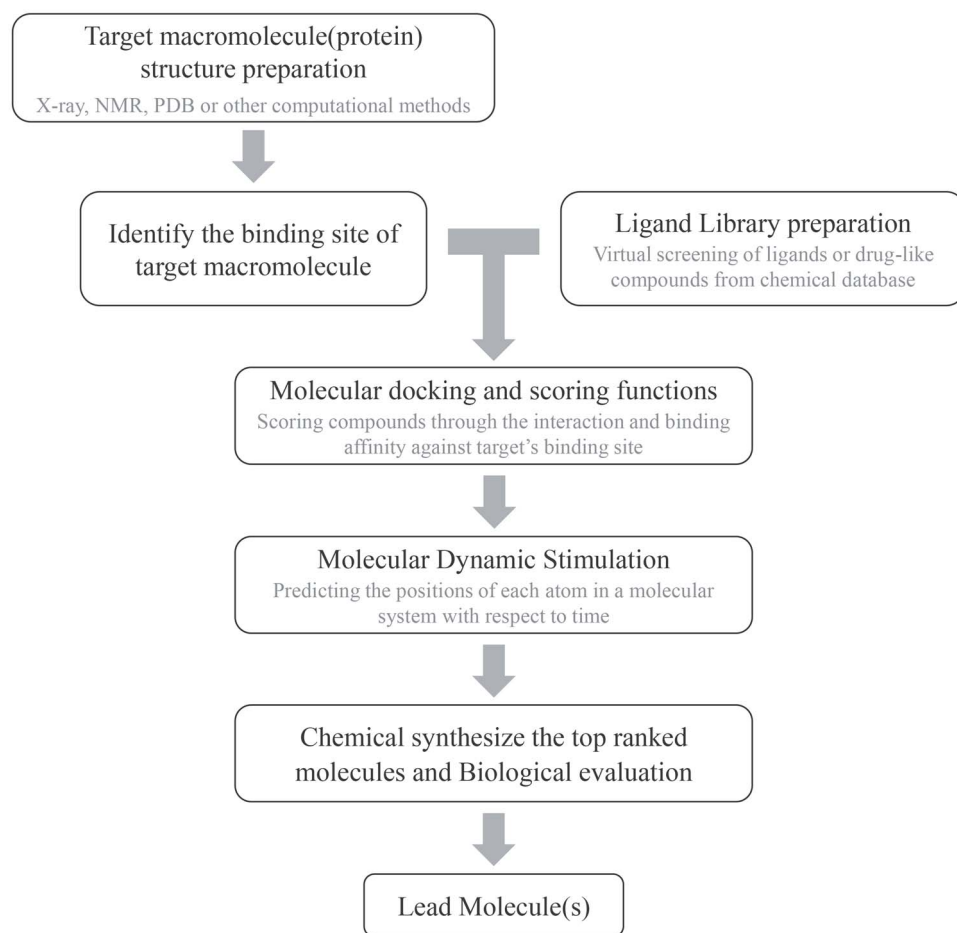 Target macromolecule(protein)
structure preparation
X-ray, NMR, PDB or other computational methods
Identify the binding site of
target macromolecule
Ligand Library preparation
Virtual screening of ligands or drug-like
compounds from chemical database
Molecular docking and scoring functions
Scoring compounds through the interaction and binding
affinity against target’s binding site
Molecular Dynamic Stimulation
Predicting the positions of each atom in a molecular
system with respect to time
Chemical synthesize the top ranked
molecules and Biological evaluation
Lead Molecule(s)